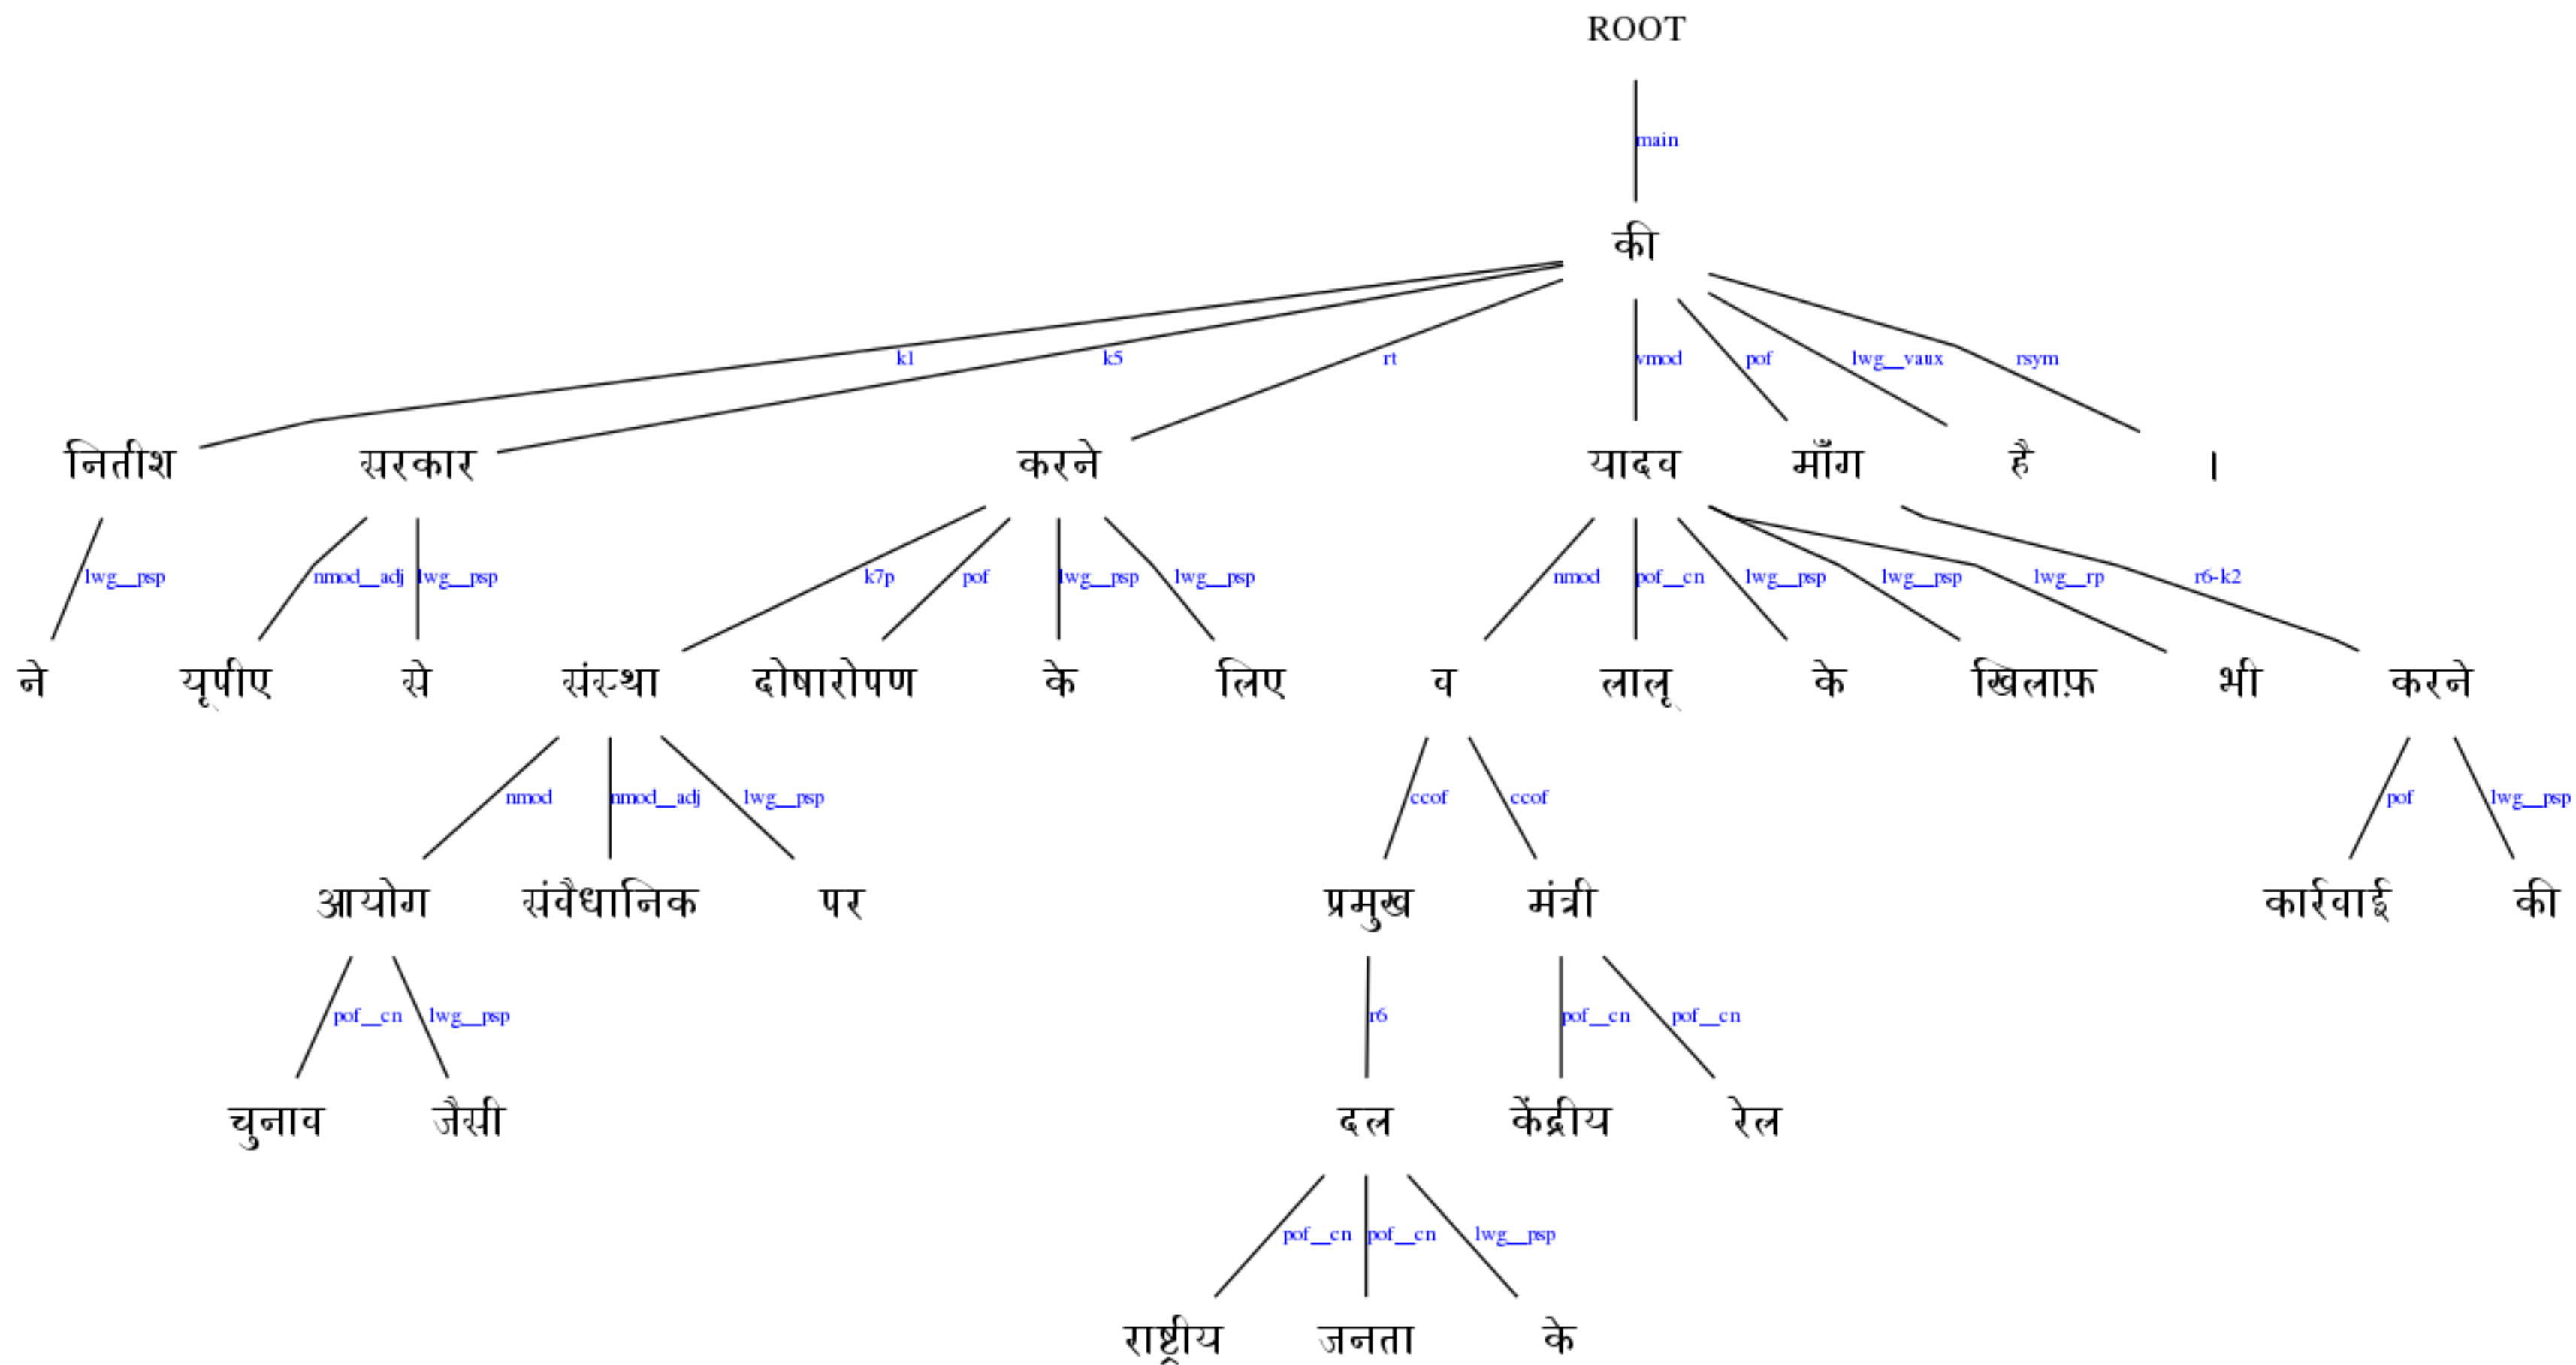 ROOT
main
की
k1 k5 rt vmod pof lwg__vaux rsym
नितीश सरकार करने यादव माँग है ।
lwg__psp nmod__adj lwg__psp k7p pof lwg__psp lwg__psp nmod pof__cn lwg__psp lwg__psp lwg__rp r6-k2
ने यूपीए से संस्था दोषारोपण के लिए व लालू के खिलाफ़ भी करने
nmod nmod__adj lwg__psp ccof ccof pof lwg__psp
आयोग संवैधानिक पर प्रमुख मंत्री कार्रवाई की
pof__cn lwg__psp r6 pof__cn pof__cn
चुनाव जैसी दल केंद्रीय रेल
pof__cn pof__cn lwg__psp
राष्ट्रीय जनता के